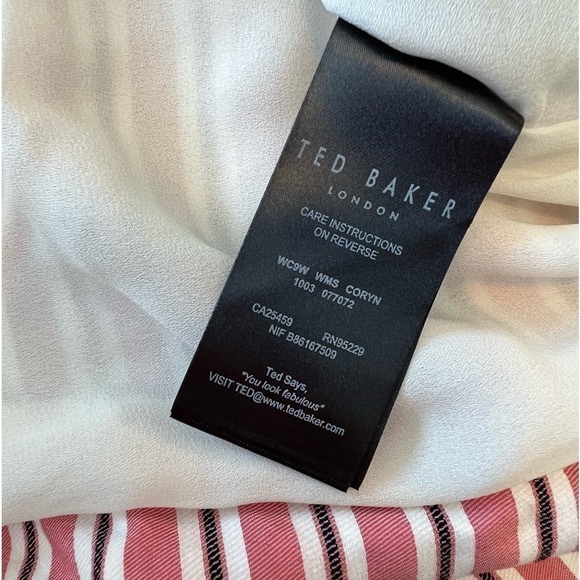 TED BAKER
LONDON
CARE INSTRUCTIONS
ON REVERSE
WC9W WMS CORYN
1003 077072
CA25459 RN95229
NIF B86167509
Ted Says,
"You look fabulous"
VISIT TED@www.tedbaker.com